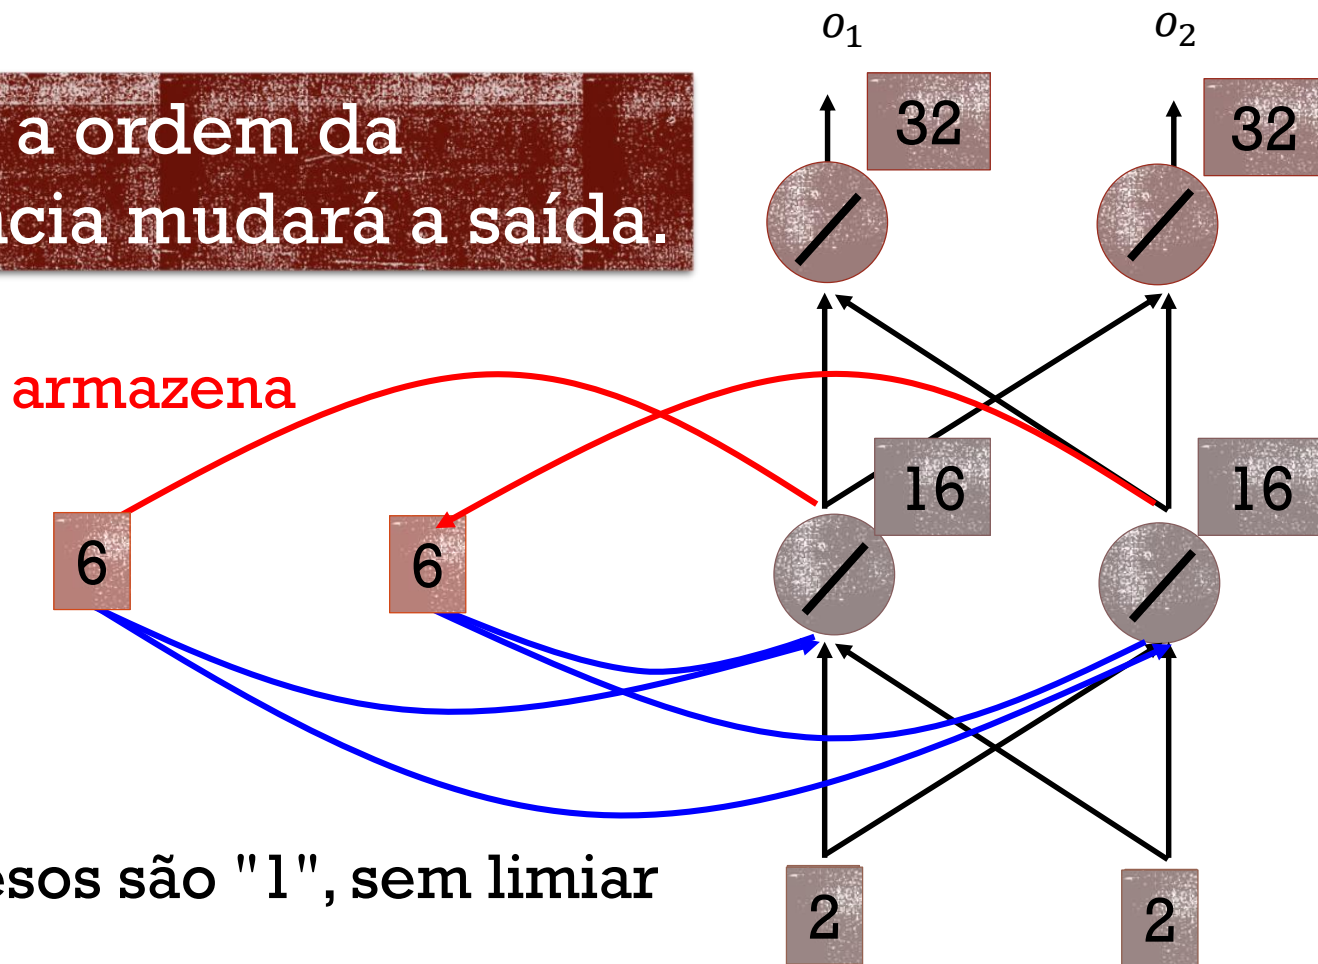 o₁ o₂
32 32
a ordem da
ncia mudará a saída.
armazena
16 16
6 6
esos são "1", sem limiar
2 2